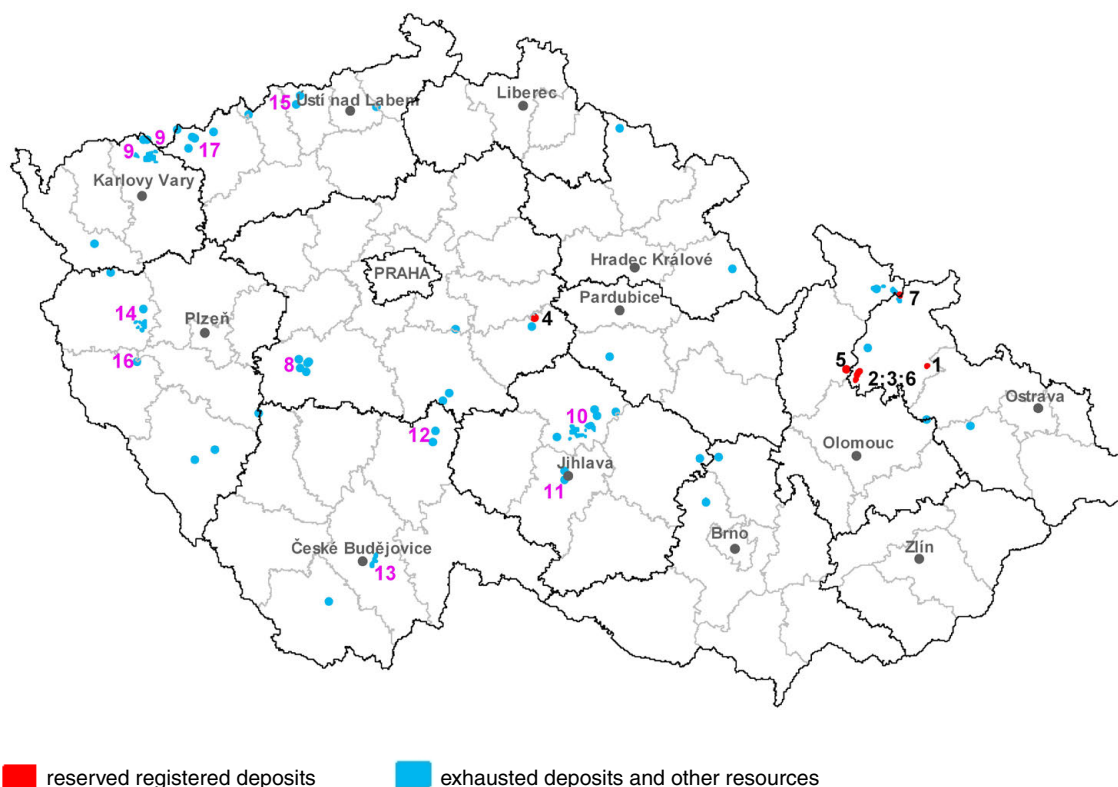 Liberec
15
Ústí nad Labem
9
9
17
Karlovy Vary
Hradec Králové
PRAHA
Pardubice
7
14
Plzeň
4
16
8
5
1
2;3;6
Ostrava
10
12
Olomouc
Jihlava
11
Brno
Zlín
České Budějovice
13
reserved registered deposits
exhausted deposits and other resources